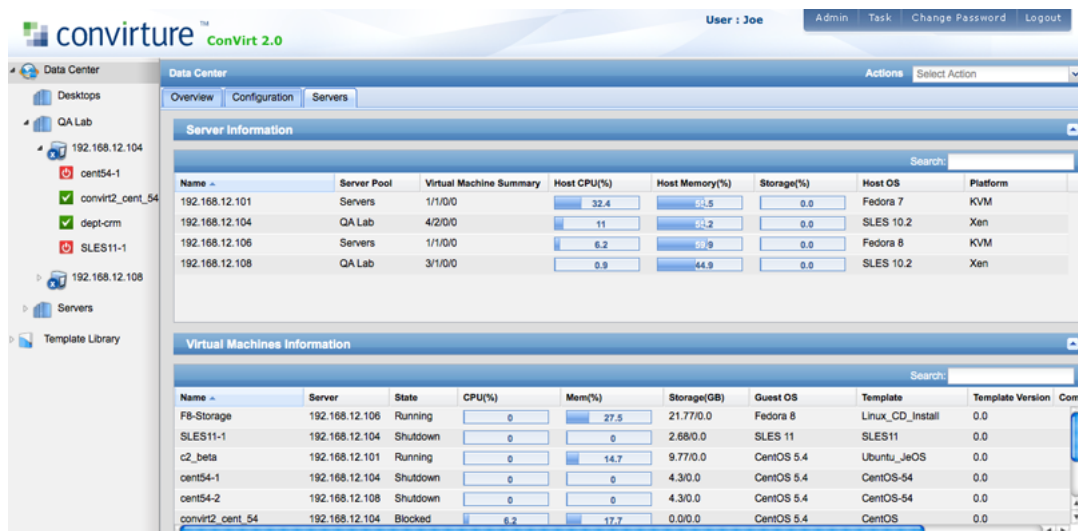 User : Joe
Admin Task Change Password Logout
convirture™ ConVirt 2.0
Data Center
Desktops
QA Lab
192.168.12.104
cent54-1
convirt2_cent_54
dept-crm
SLES11-1
192.168.12.108
Servers
Template Library
Data Center Actions Select Action
Overview Configuration Servers
Server Information
Search:
Name Server Pool Virtual Machine Summary Host CPU(%) Host Memory(%) Storage(%) Host OS Platform
192.168.12.101 Servers 1/1/0/0 32.4 0.0 Fedora 7 KVM
192.168.12.104 QA Lab 4/2/0/0 11 0.0 SLES 10.2 Xen
192.168.12.106 Servers 1/1/0/0 6.2 0.0 Fedora 8 KVM
192.168.12.108 QA Lab 3/1/0/0 0.9 44.9 0.0 SLES 10.2 Xen
Virtual Machines Information
Search:
Name Server State CPU(%) Mem(%) Storage(GB) Guest OS Template Template Version Com
F8-Storage 192.168.12.106 Running 0 27.5 21.77/0.0 Fedora 8 Linux_CD_Install 0.0
SLES11-1 192.168.12.104 Shutdown 0 0 2.68/0.0 SLES 11 SLES11 0.0
c2_beta 192.168.12.101 Running 0 14.7 9.77/0.0 CentOS 5.4 Ubuntu_JeOS 0.0
cent54-1 192.168.12.104 Shutdown 0 0 4.3/0.0 CentOS 5.4 CentOS-54 0.0
cent54-2 192.168.12.108 Shutdown 0 0 4.3/0.0 CentOS 5.4 CentOS-54 0.0
convirt2_cent_54 192.168.12.104 Blocked 6.2 17.7 0.0/0.0 CentOS 5.4 CentOS 0.0